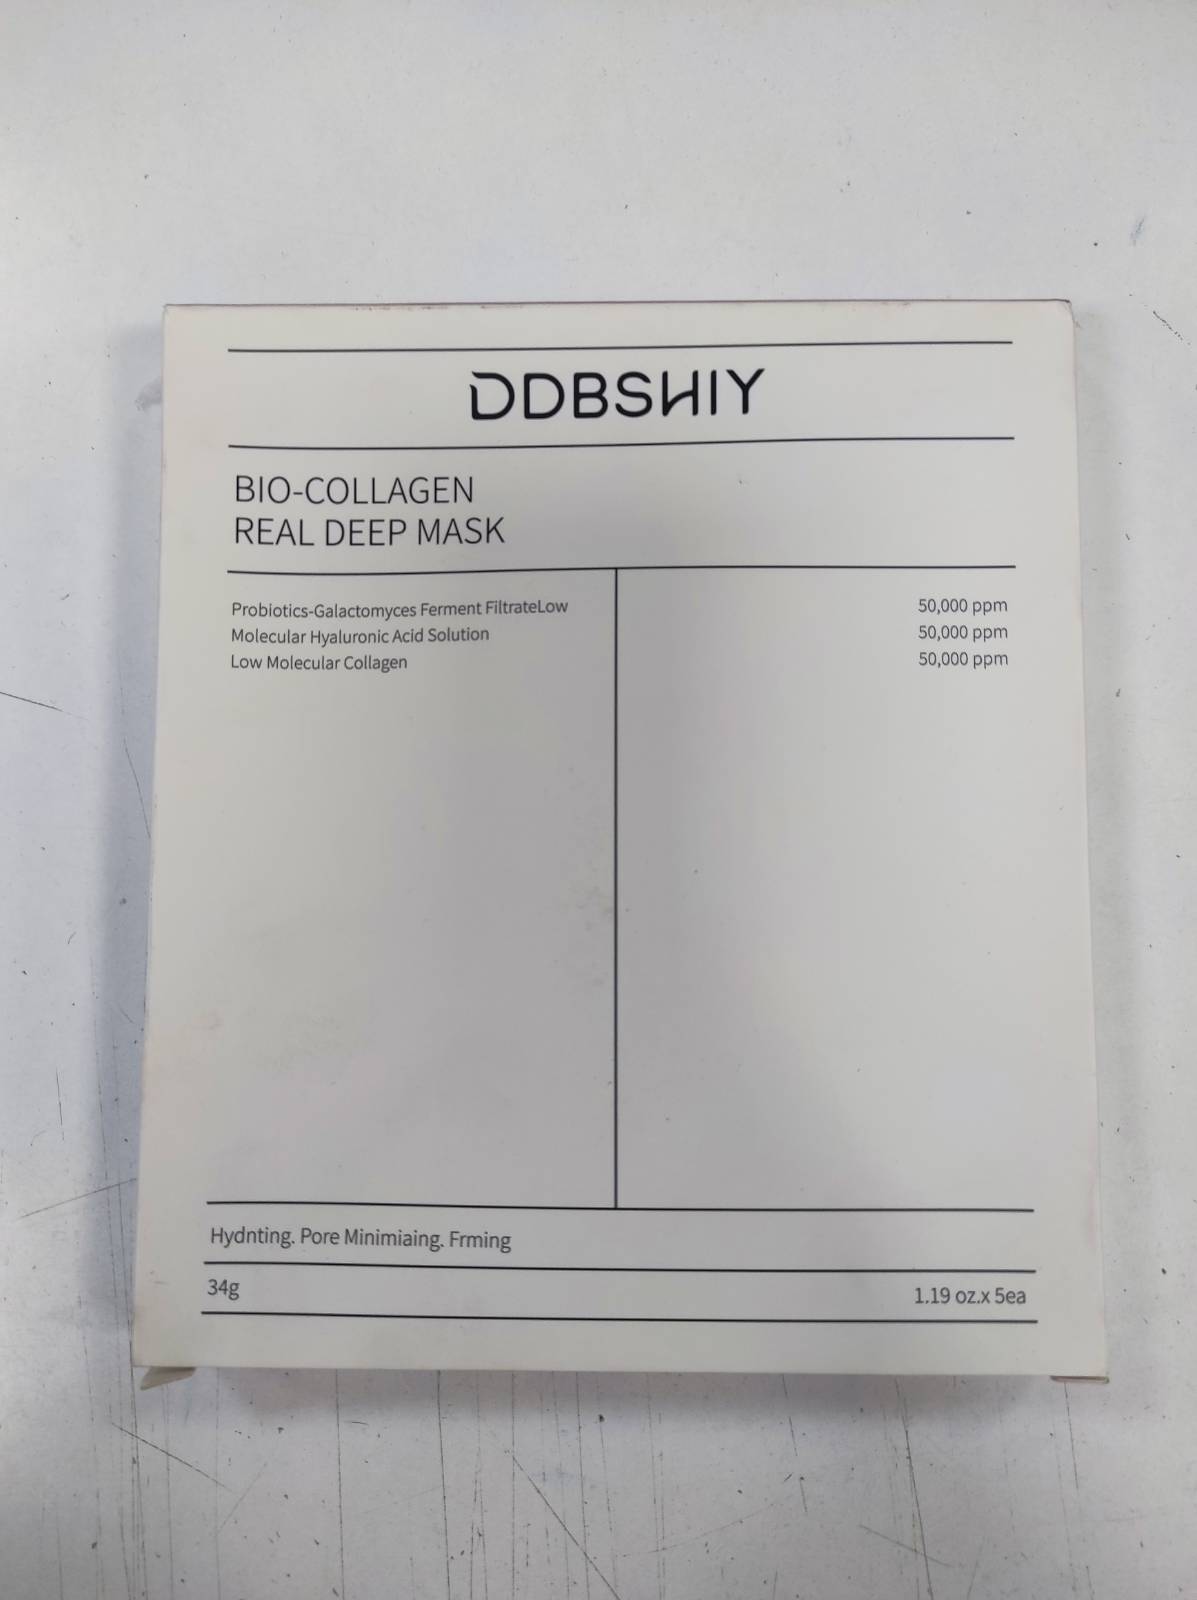 DDBSHIY
BIO-COLLAGEN
REAL DEEP MASK
Probiotics-Galactomyces Ferment FiltrateLow 50,000 ppm
Molecular Hyaluronic Acid Solution 50,000 ppm
Low Molecular Collagen 50,000 ppm
Hydnting. Pore Minimiaing. Frming
34g 1.19 oz.x 5ea